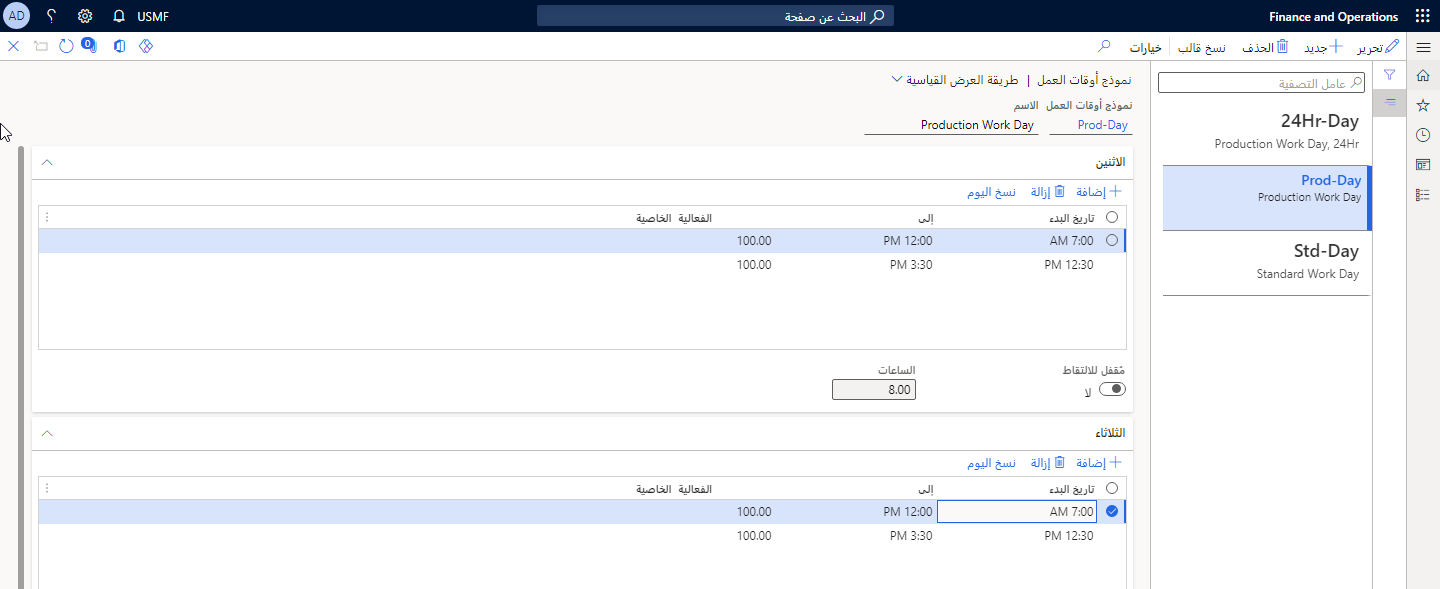 Finance and Operations
البحث عن صفحة
USMF
AD
تحرير
جديد
الحذف
نسخ قالب
خيارات
0
عامل التصفية
24Hr-Day
Production Work Day, 24Hr
Prod-Day
Production Work Day
Std-Day
Standard Work Day
نموذج أوقات العمل | طريقة العرض القياسية
نموذج أوقات العمل الاسم
Prod-Day Production Work Day
الاثنين
إضافة إزالة نسخ اليوم
تاريخ البدء إلى الفعالية الخاصية
7:00 AM 12:00 PM 100.00
12:30 PM 3:30 PM 100.00
مُقفل للالتقاط الساعات
لا 8.00
الثلاثاء
إضافة إزالة نسخ اليوم
تاريخ البدء إلى الفعالية الخاصية
7:00 AM 12:00 PM 100.00
12:30 PM 3:30 PM 100.00